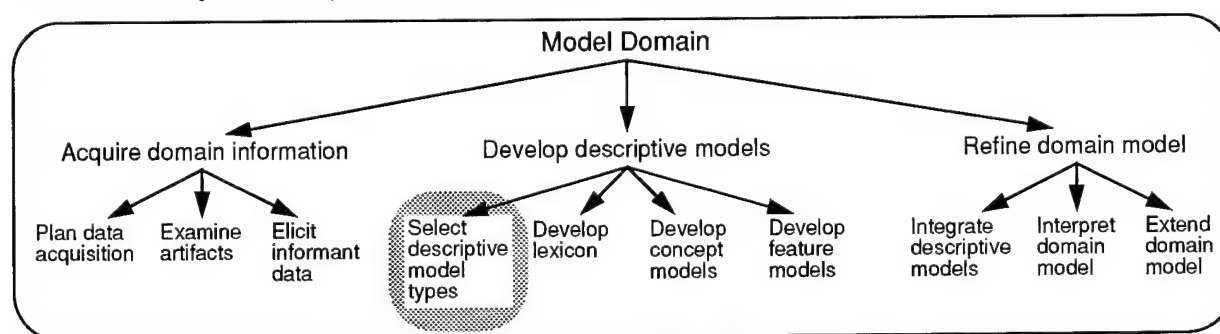 Model Domain
Acquire domain information
Develop descriptive models
Refine domain model
Plan data
acquisition
Examine
artifacts
Elicit
informant
data
Select
descriptive
model
types
Develop
lexicon
Develop
concept
models
Develop
feature
models
Integrate
descriptive
models
Interpret
domain
model
Extend
domain
model